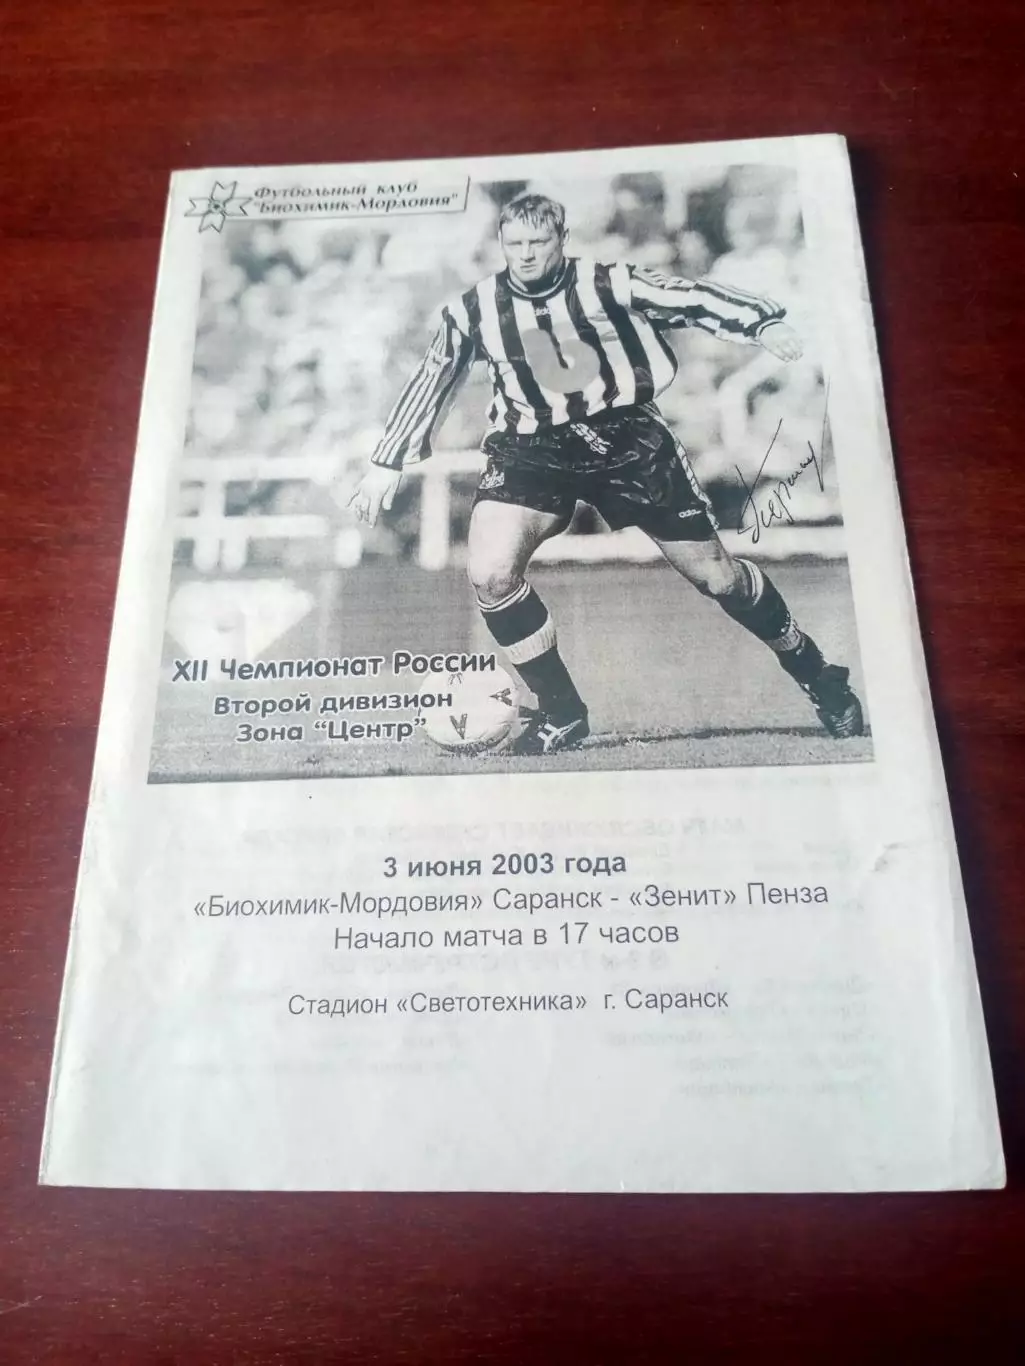 Футбольный клуб
"Биохимик-Мордовия"
adidas
XII Чемпионат России
Второй дивизион
Зона "Центр"
3 июня 2003 года
«Биохимик-Мордовия» Саранск - «Зенит» Пенза
Начало матча в 17 часов
Стадион «Светотехника» г. Саранск